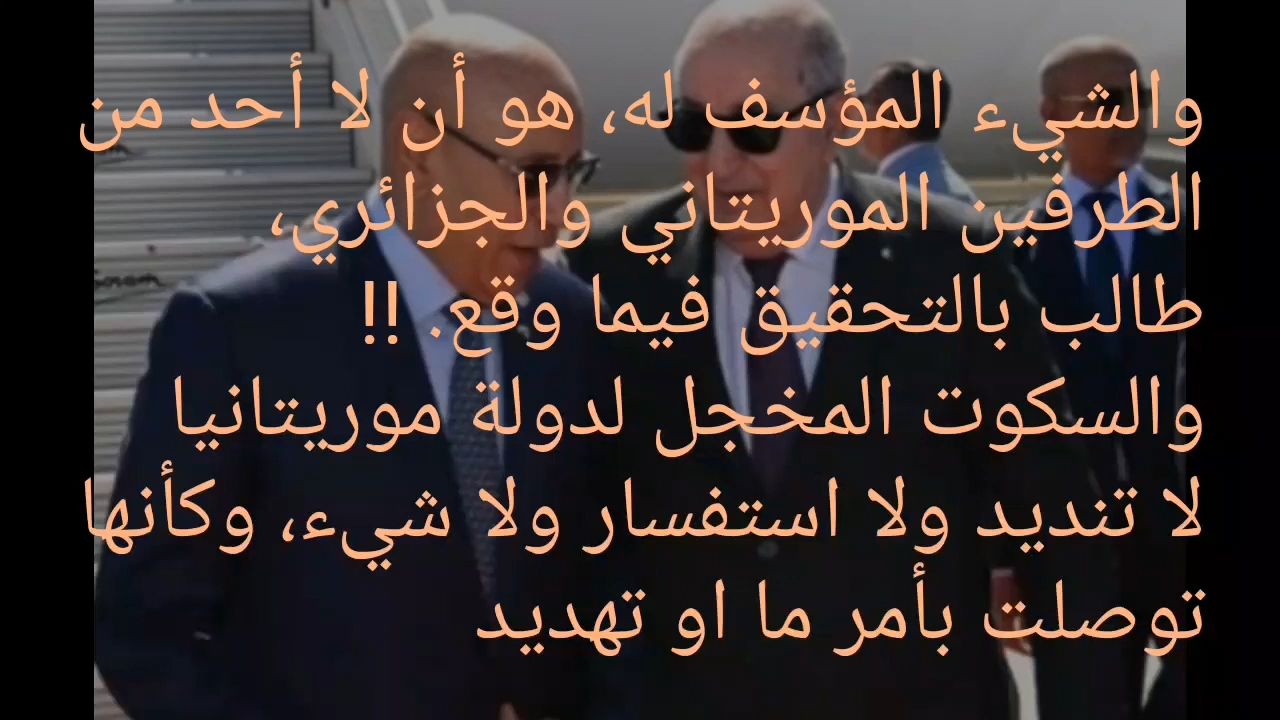 والشيء المؤسف له، هو أن لا أحد من
الطرفين الموريتاني والجزائري،
طالب بالتحقيق فيما وقع. !!
والسكوت المخجل لدولة موريتانيا
لا تنديد ولا استفسار ولا شيء، وكأنها
توصلت بأمر ما او تهديد